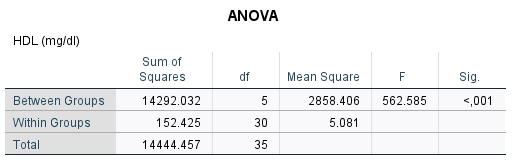 ANOVA
HDL (mg/dl)
Sum of Squares df Mean Square F Sig.
Between Groups 14292.032 5 2858.406 562.585 <,001
Within Groups 152.425 30 5.081
Total 14444.457 35